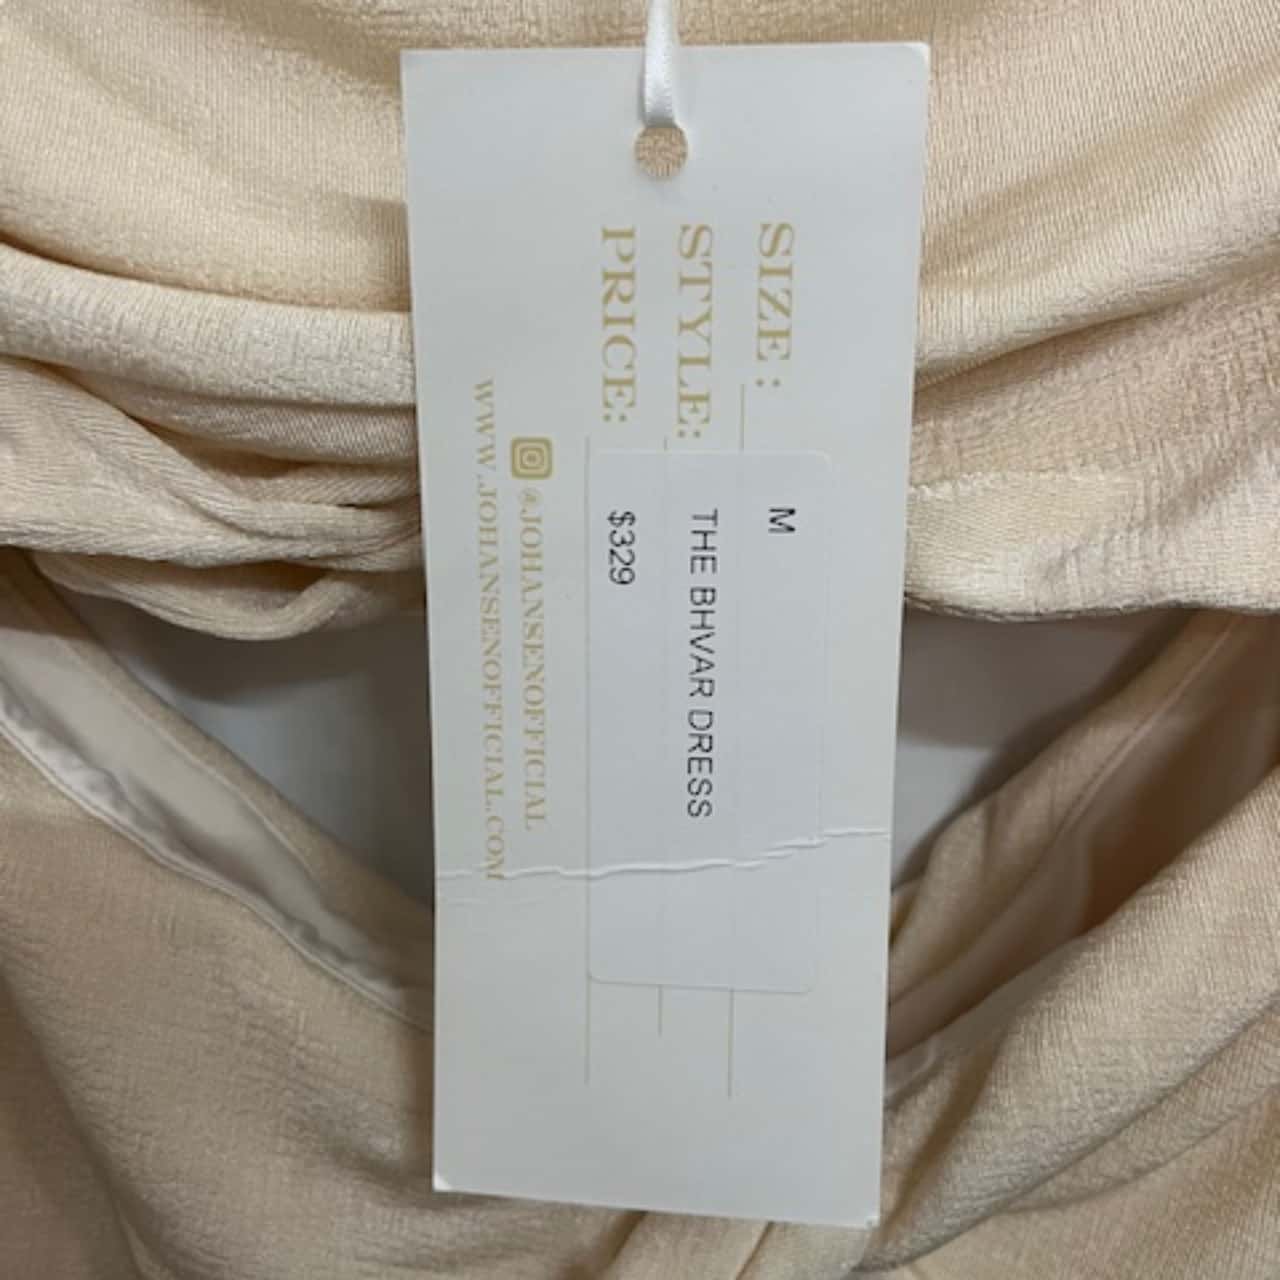 SIZE : M
STYLE: THE BHVAR DRESS
PRICE: $329
@JOHANSENOFFICIAL
WWW.JOHANSENOFFICIAL.COM